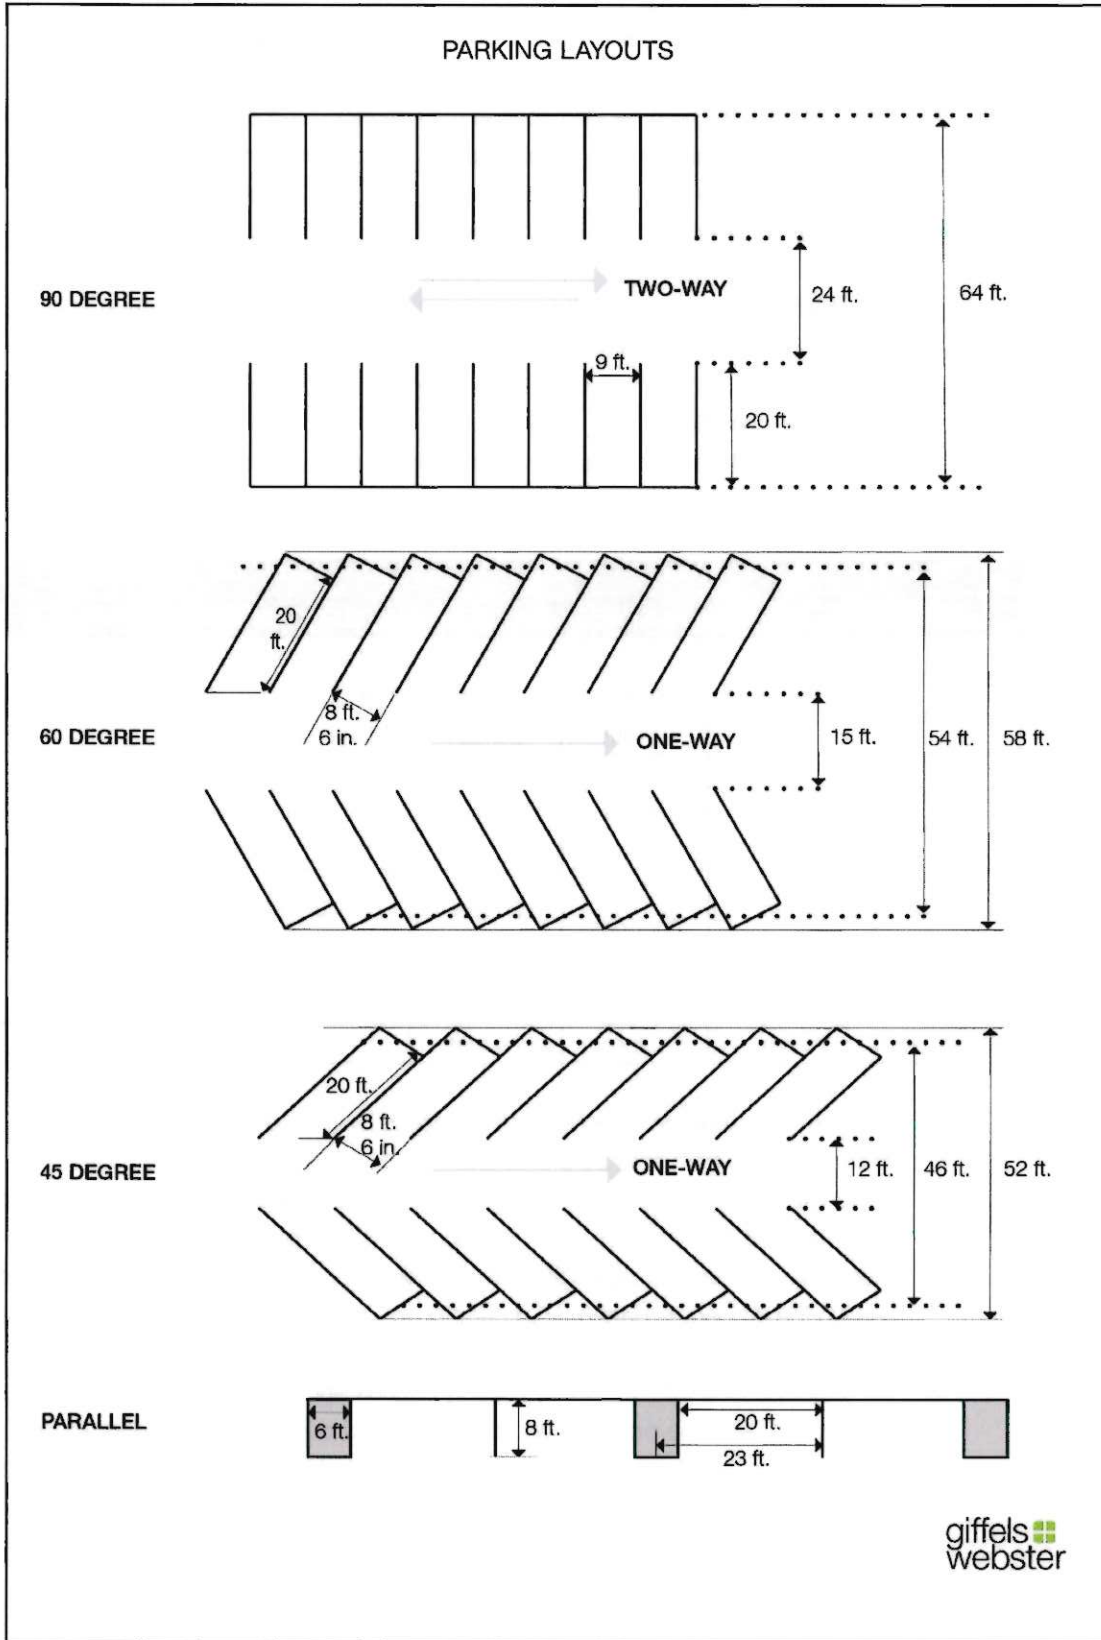 PARKING LAYOUTS
90 DEGREE
TWO-WAY
24 ft.
64 ft.
9 ft.
20 ft.
20
ft.
8 ft.
6 in.
60 DEGREE
ONE-WAY
15 ft.
54 ft.
58 ft.
20 ft.
8 ft.
6 in.
45 DEGREE
ONE-WAY
12 ft.
46 ft.
52 ft.
PARALLEL
6 ft.
8 ft.
20 ft.
23 ft.
giffels
webster